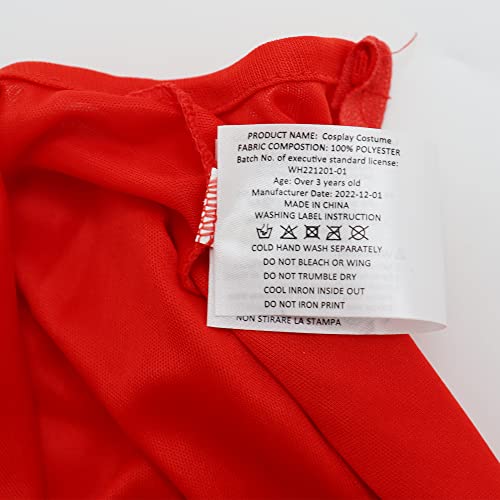 PRODUCT NAME: Cosplay Costume
FABRIC COMPOSTION: 100% POLYESTER
Batch No. of executive standard license:
WH221201-01
Age: Over 3 years old
Manufacturer Date: 2022-12-01
MADE IN CHINA
WASHING LABEL INSTRUCTION
COLD HAND WASH SEPARATELY
DO NOT BLEACH OR WING
DO NOT TRUMBLE DRY
COOL INRON INSIDE OUT
DO NOT IRON PRINT
NON STIRARE LA STAMPA